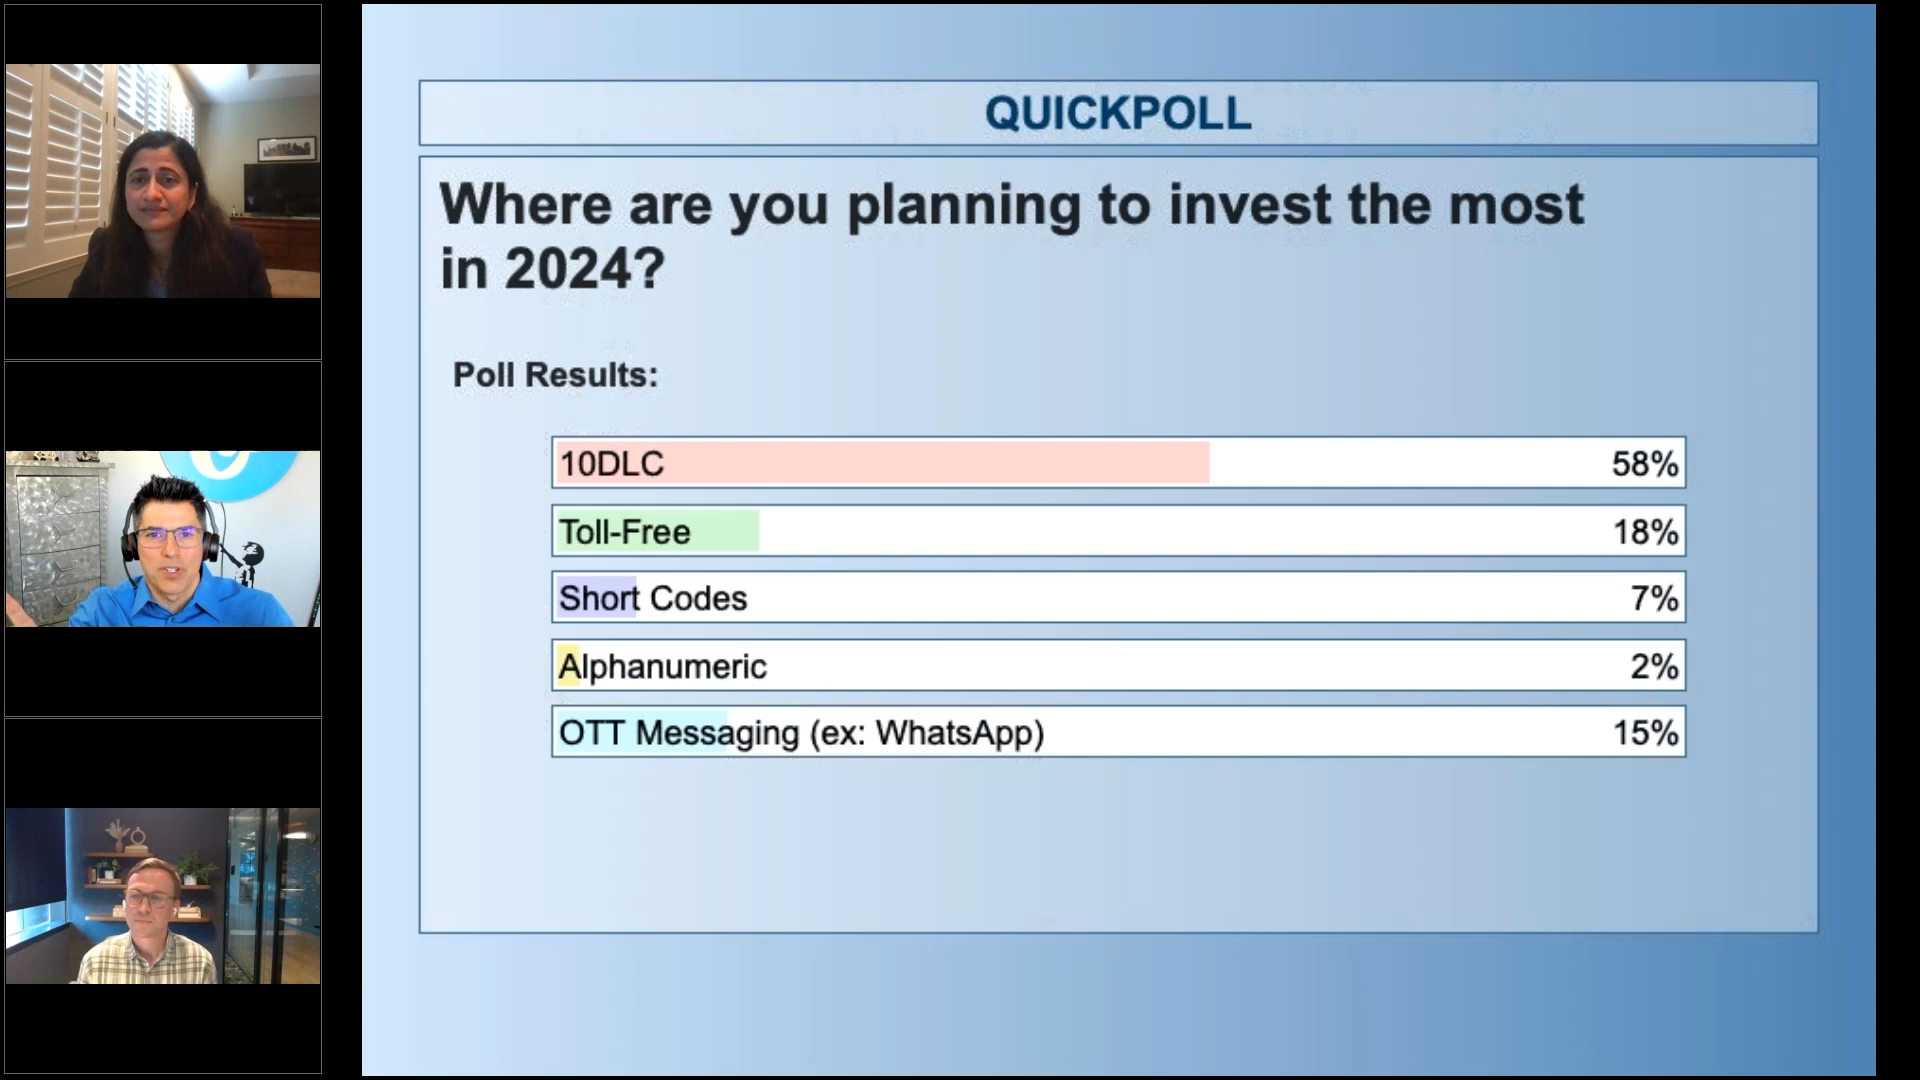 QUICKPOLL
Where are you planning to invest the most
in 2024?
Poll Results:
10DLC 58%
Toll-Free 18%
Short Codes 7%
Alphanumeric 2%
OTT Messaging (ex: WhatsApp) 15%